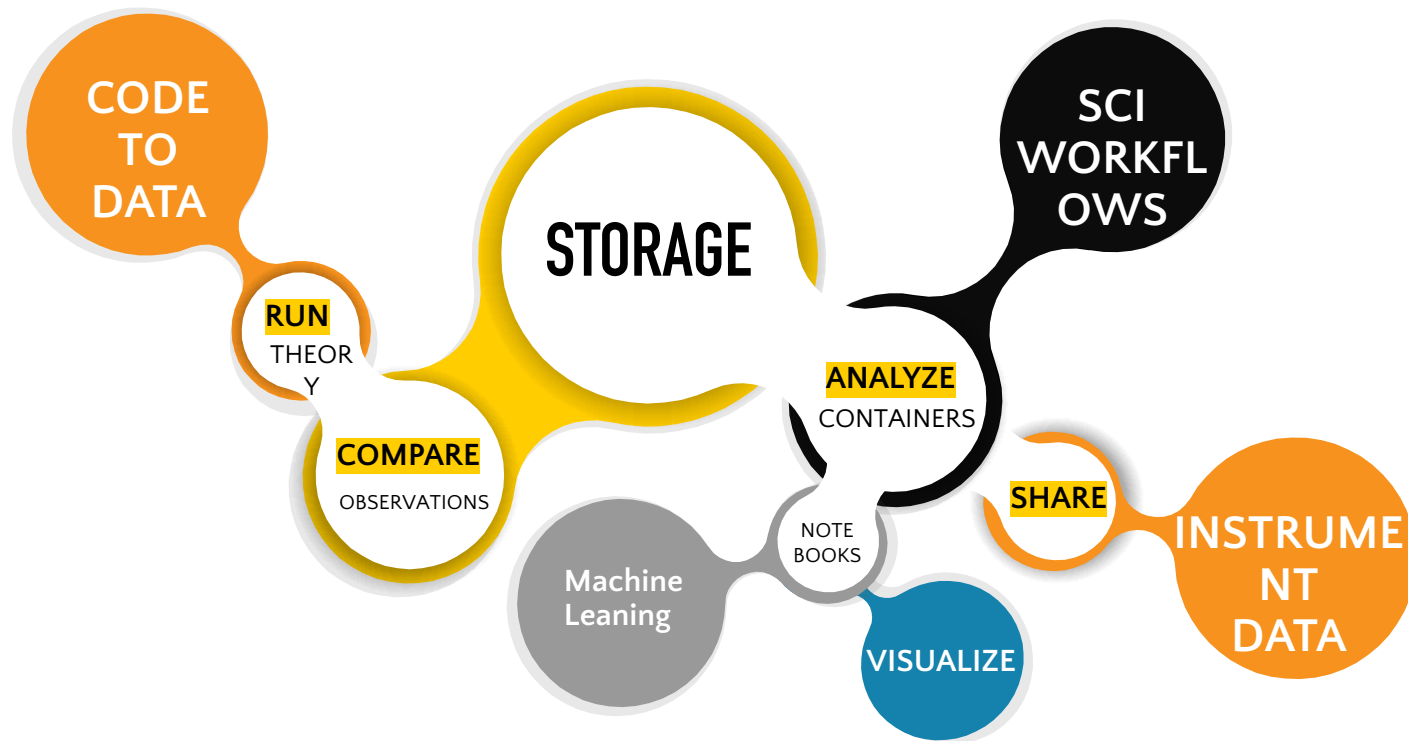 CODE
TO
DATA
RUN
THEOR
Y
COMPARE
OBSERVATIONS
STORAGE
SCI
WORKFL
OWS
ANALYZE
CONTAINERS
NOTE
BOOKS
Machine
Leaning
VISUALIZE
SHARE
INSTRUME
NT
DATA